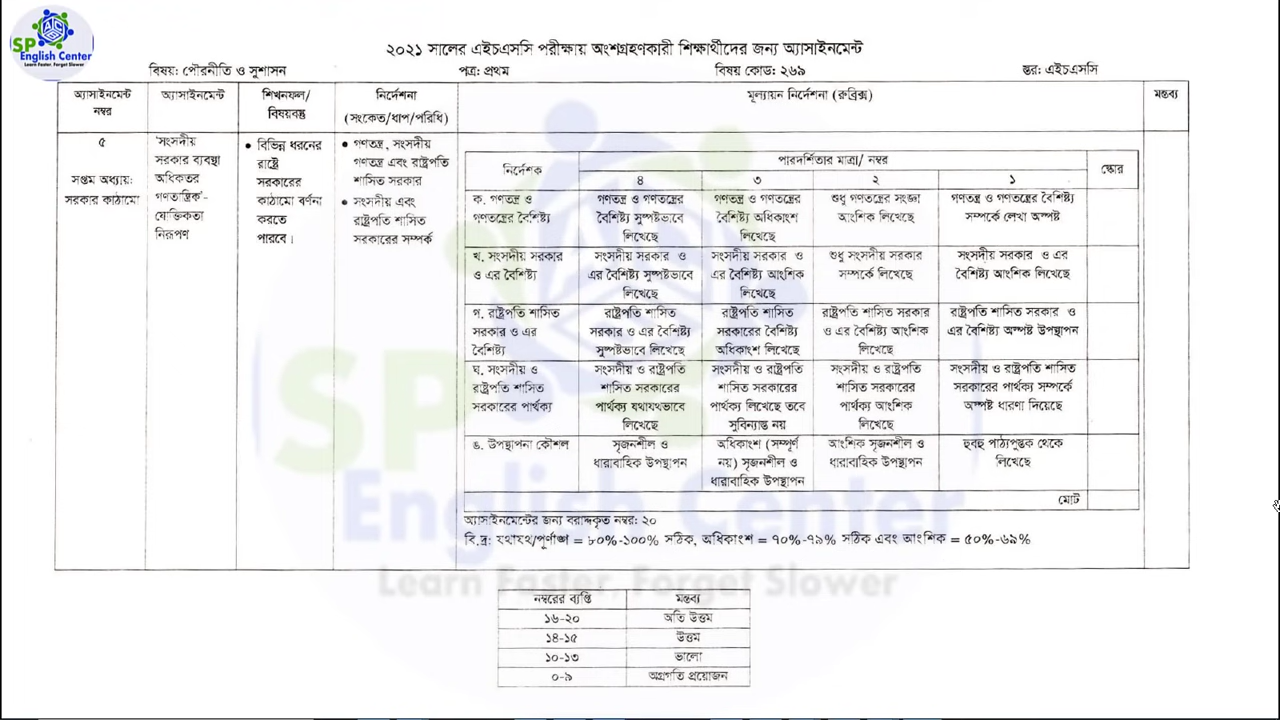 SP
English Center
Learn Faster, Forget Slower
২০২১ সালের এইচএসসি পরীক্ষায় অংশগ্রহণকারী শিক্ষার্থীদের জন্য অ্যাসাইনমেন্ট
বিষয়: পৌরনীতি ও সুশাসন পত্র: প্রথম বিষয় কোড: ২৬৯ স্তর: এইচএসসি
অ্যাসাইনমেন্ট নম্বর
অ্যাসাইনমেন্ট
শিখনফল/
বিষয়বস্তু
নির্দেশনা
(সংকেত/ধাপ/পরিধি)
মূল্যায়ন নির্দেশনা (রুব্রিক্স)
মন্তব্য
৫
সপ্তম অধ্যায়:
সরকার কাঠামো
'সংসদীয়
সরকার ব্যবস্থা
অধিকতর
গণতান্ত্রিক'-
যৌক্তিকতা
নিরূপণ
• বিভিন্ন ধরনের
রাষ্ট্রে
সরকারের
কাঠামো বর্ণনা
করতে
পারবে।
• গণতন্ত্র, সংসদীয়
গণতন্ত্র এবং রাষ্ট্রপতি
শাসিত সরকার
• সংসদীয় এবং
রাষ্ট্রপতি শাসিত
সরকারের সম্পর্ক
নির্দেশক
পারদর্শিতার মাত্রা/ নম্বর
স্কোর
৪ ৩ ২ ১
ক. গণতন্ত্র ও
গণতন্ত্রের বৈশিষ্ট্য
গণতন্ত্র ও গণতন্ত্রের
বৈশিষ্ট্য সুস্পষ্টভাবে
লিখেছে
গণতন্ত্র ও গণতন্ত্রের
বৈশিষ্ট্য অধিকাংশ
লিখেছে
শুধু গণতন্ত্রের সংজ্ঞা
আংশিক লিখেছে
গণতন্ত্র ও গণতন্ত্রের বৈশিষ্ট্য
সম্পর্কে লেখা অস্পষ্ট
খ. সংসদীয় সরকার
ও এর বৈশিষ্ট্য
সংসদীয় সরকার ও
এর বৈশিষ্ট্য সুস্পষ্টভাবে
লিখেছে
সংসদীয় সরকার ও
এর বৈশিষ্ট্য আংশিক
লিখেছে
শুধু সংসদীয় সরকার
সম্পর্কে লিখেছে
সংসদীয় সরকার ও এর
বৈশিষ্ট্য আংশিক লিখেছে
গ. রাষ্ট্রপতি শাসিত
সরকার ও এর
বৈশিষ্ট্য
রাষ্ট্রপতি শাসিত
সরকার ও এর বৈশিষ্ট্য
সুস্পষ্টভাবে লিখেছে
রাষ্ট্রপতি শাসিত
সরকারের বৈশিষ্ট্য
অধিকাংশ লিখেছে
রাষ্ট্রপতি শাসিত সরকার
ও এর বৈশিষ্ট্য আংশিক
লিখেছে
রাষ্ট্রপতি শাসিত সরকার ও
এর বৈশিষ্ট্য অস্পষ্ট উপস্থাপন
ঘ. সংসদীয় ও
রাষ্ট্রপতি শাসিত
সরকারের পার্থক্য
সংসদীয় ও রাষ্ট্রপতি
শাসিত সরকারের
পার্থক্য যথাযথভাবে
লিখেছে
সংসদীয় ও রাষ্ট্রপতি
শাসিত সরকারের
পার্থক্য লিখেছে তবে
সুবিন্যাস্ত নয়
সংসদীয় ও রাষ্ট্রপতি
শাসিত সরকারের
পার্থক্য আংশিক
লিখেছে
সংসদীয় ও রাষ্ট্রপতি শাসিত
সরকারের পার্থক্য সম্পর্কে
অস্পষ্ট ধারণা দিয়েছে
ঙ. উপস্থাপনা কৌশল
সৃজনশীল ও
ধারাবাহিক উপস্থাপন
অধিকাংশ (সম্পূর্ণ
নয়) সৃজনশীল ও
ধারাবাহিক উপস্থাপন
আংশিক সৃজনশীল ও
ধারাবাহিক উপস্থাপন
হুবহু পাঠ্যপুস্তক থেকে
লিখেছে
মোট
অ্যাসাইনমেন্টের জন্য বরাদ্দকৃত নম্বর: ২০
বি.দ্র: যথাযথ/পূর্ণাঙ্গ = ৮০%-১০০% সঠিক, অধিকাংশ = ৭০%-৭৯% সঠিক এবং আংশিক = ৫০%-৬৯%
SP
English Center
Learn Faster, Forget Slower
নম্বরের ব্যপ্তি মন্তব্য
১৬-২০ অতি উত্তম
১৪-১৫ উত্তম
১০-১৩ ভালো
০-৯ অগ্রগতি প্রয়োজন